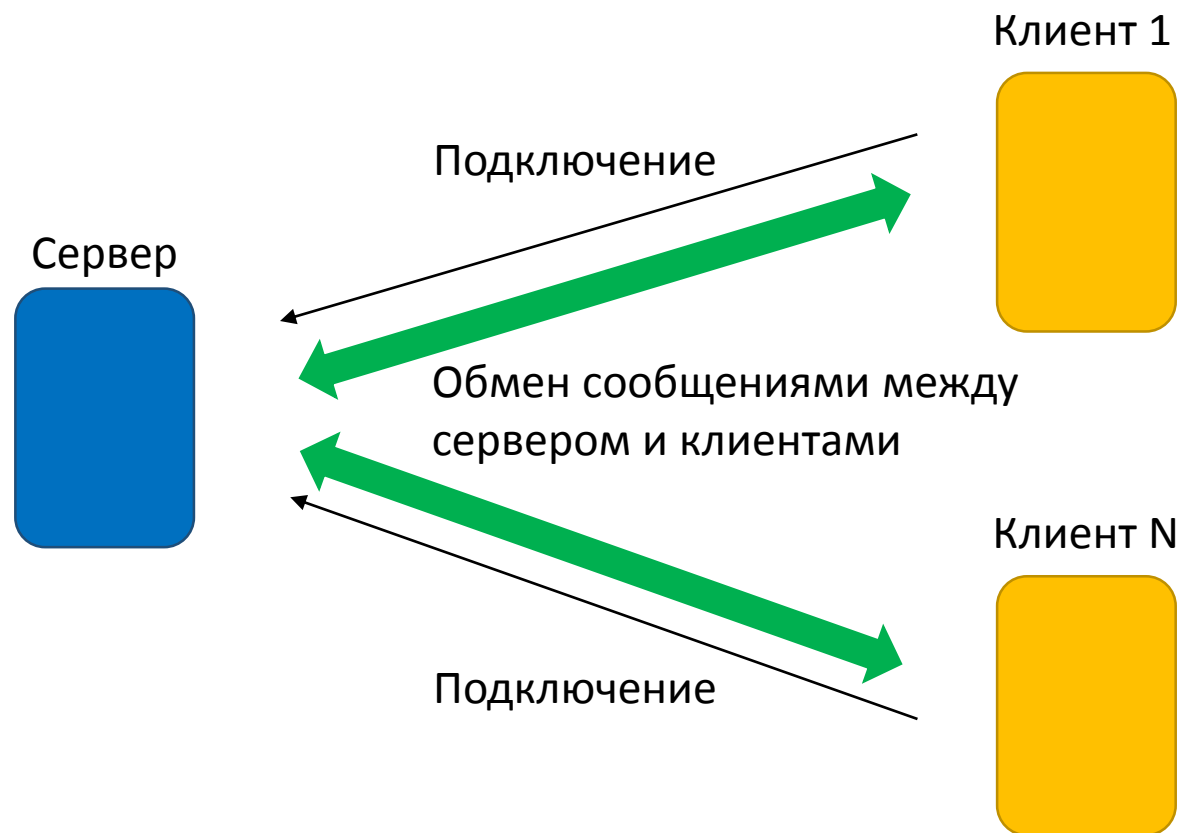 Клиент 1
Подключение
Сервер
Обмен сообщениями между
сервером и клиентами
Клиент N
Подключение